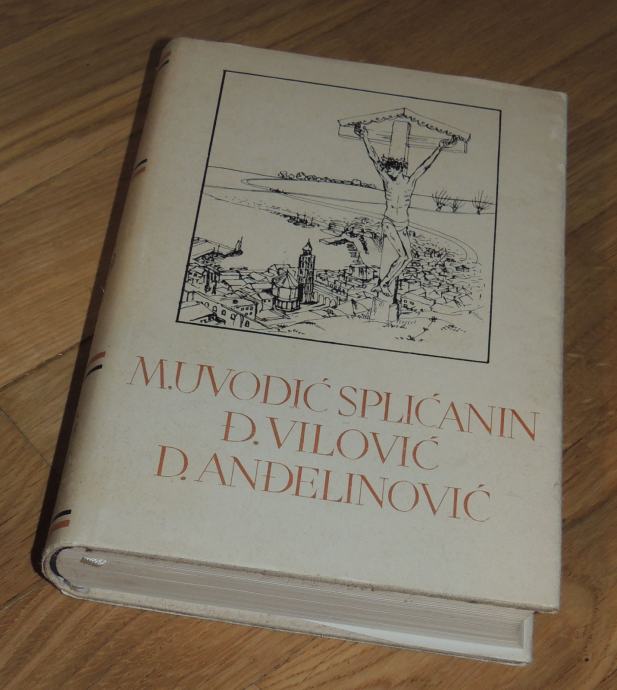 M. UVODIĆ SPLIĆANIN
Đ. VILOVIĆ
D. ANĐELINOVIĆ